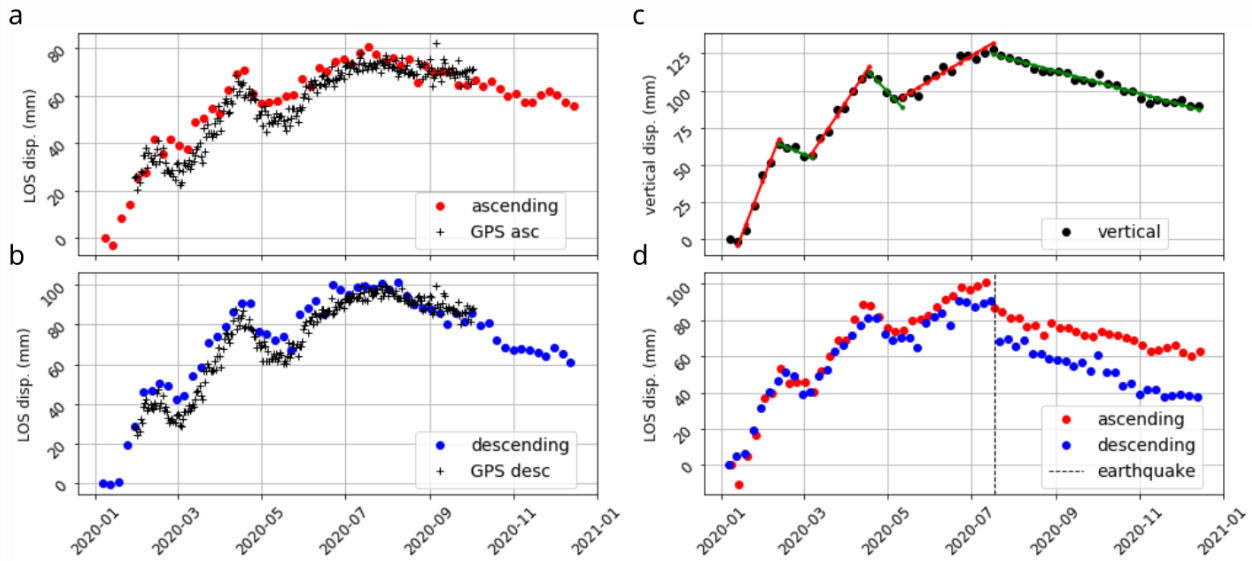 a
LOS disp. (mm)
80
60
40
20
0
ascending
GPS asc
b
LOS disp. (mm)
100
80
60
40
20
0
descending
GPS desc
2020-01
2020-03
2020-05
2020-07
2020-09
2020-11
2021-01
c
vertical disp. (mm)
125
100
75
50
25
0
vertical
d
LOS disp. (mm)
100
80
60
40
20
0
ascending
descending
earthquake
2020-01
2020-03
2020-05
2020-07
2020-09
2020-11
2021-01